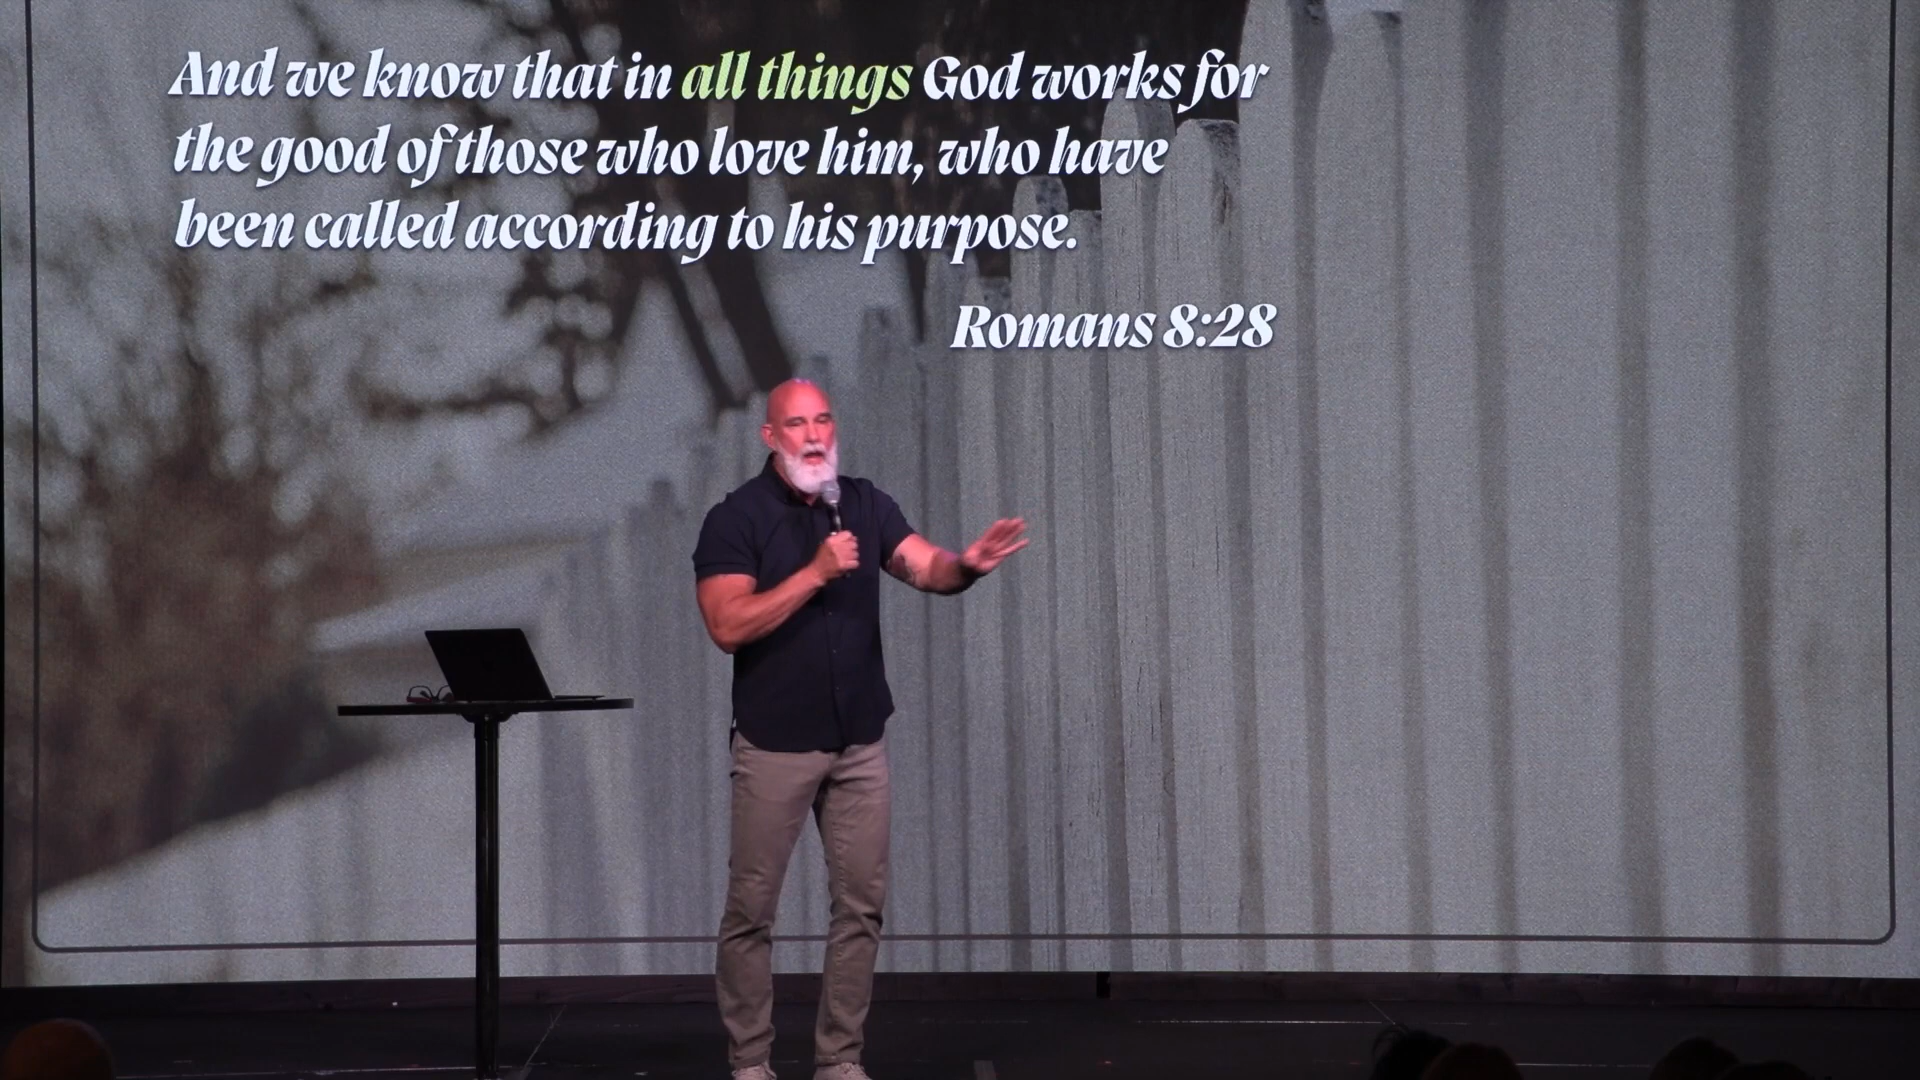 And we know that in all things God works for
the good of those who love him, who have
been called according to his purpose.
Romans 8:28